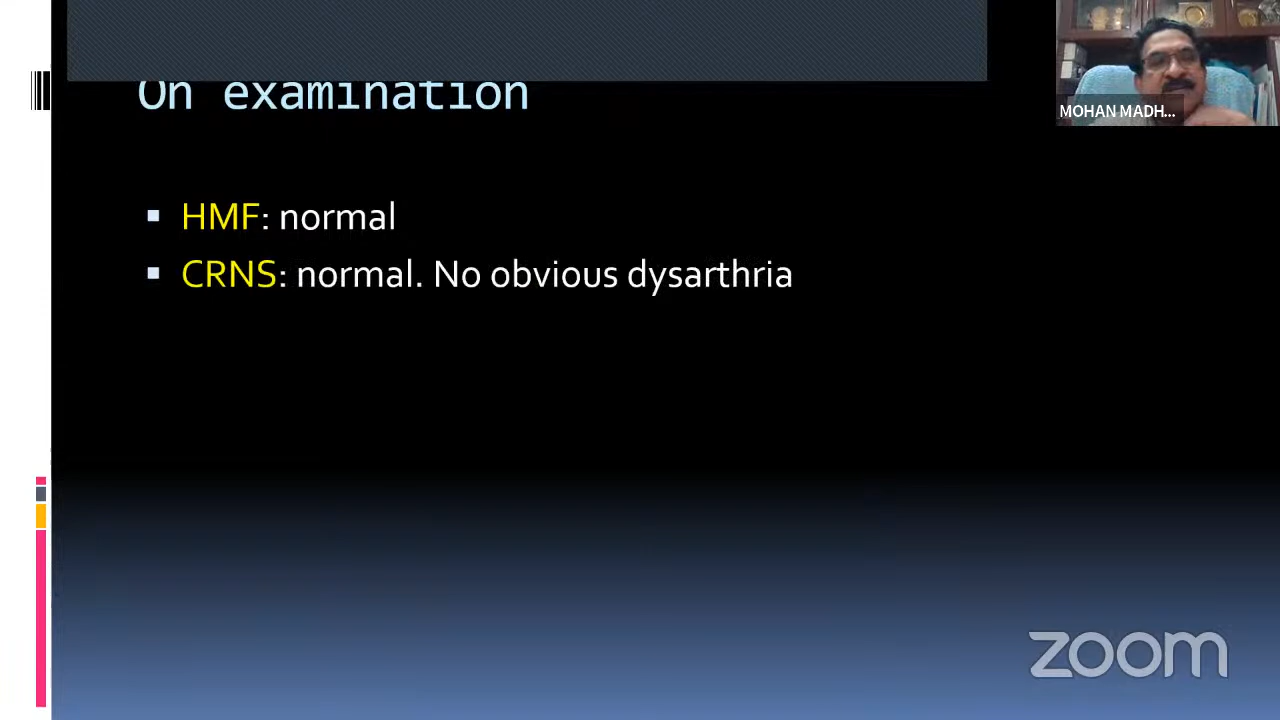 On examination
MOHAN MADH...
HMF: normal
CRNS: normal. No obvious dysarthria
zoom